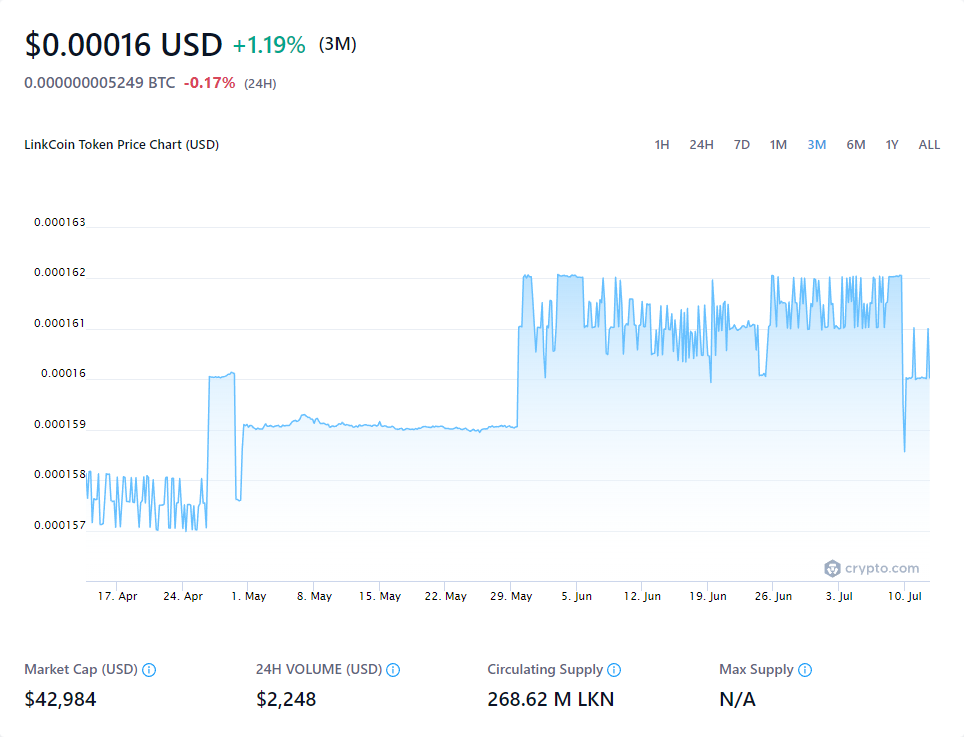 $0.00016 USD +1.19% (3M)
0.000000005249 BTC -0.17% (24H)
LinkCoin Token Price Chart (USD) 1H 24H 7D 1M 3M 6M 1Y ALL
0.000163
0.000162
0.000161
0.00016
0.000159
0.000158
0.000157
crypto.com
17. Apr 24. Apr 1. May 8. May 15. May 22. May 29. May 5. Jun 12. Jun 19. Jun 26. Jun 3. Jul 10. Jul
Market Cap (USD) 24H VOLUME (USD) Circulating Supply Max Supply
$42,984 $2,248 268.62 M LKN N/A